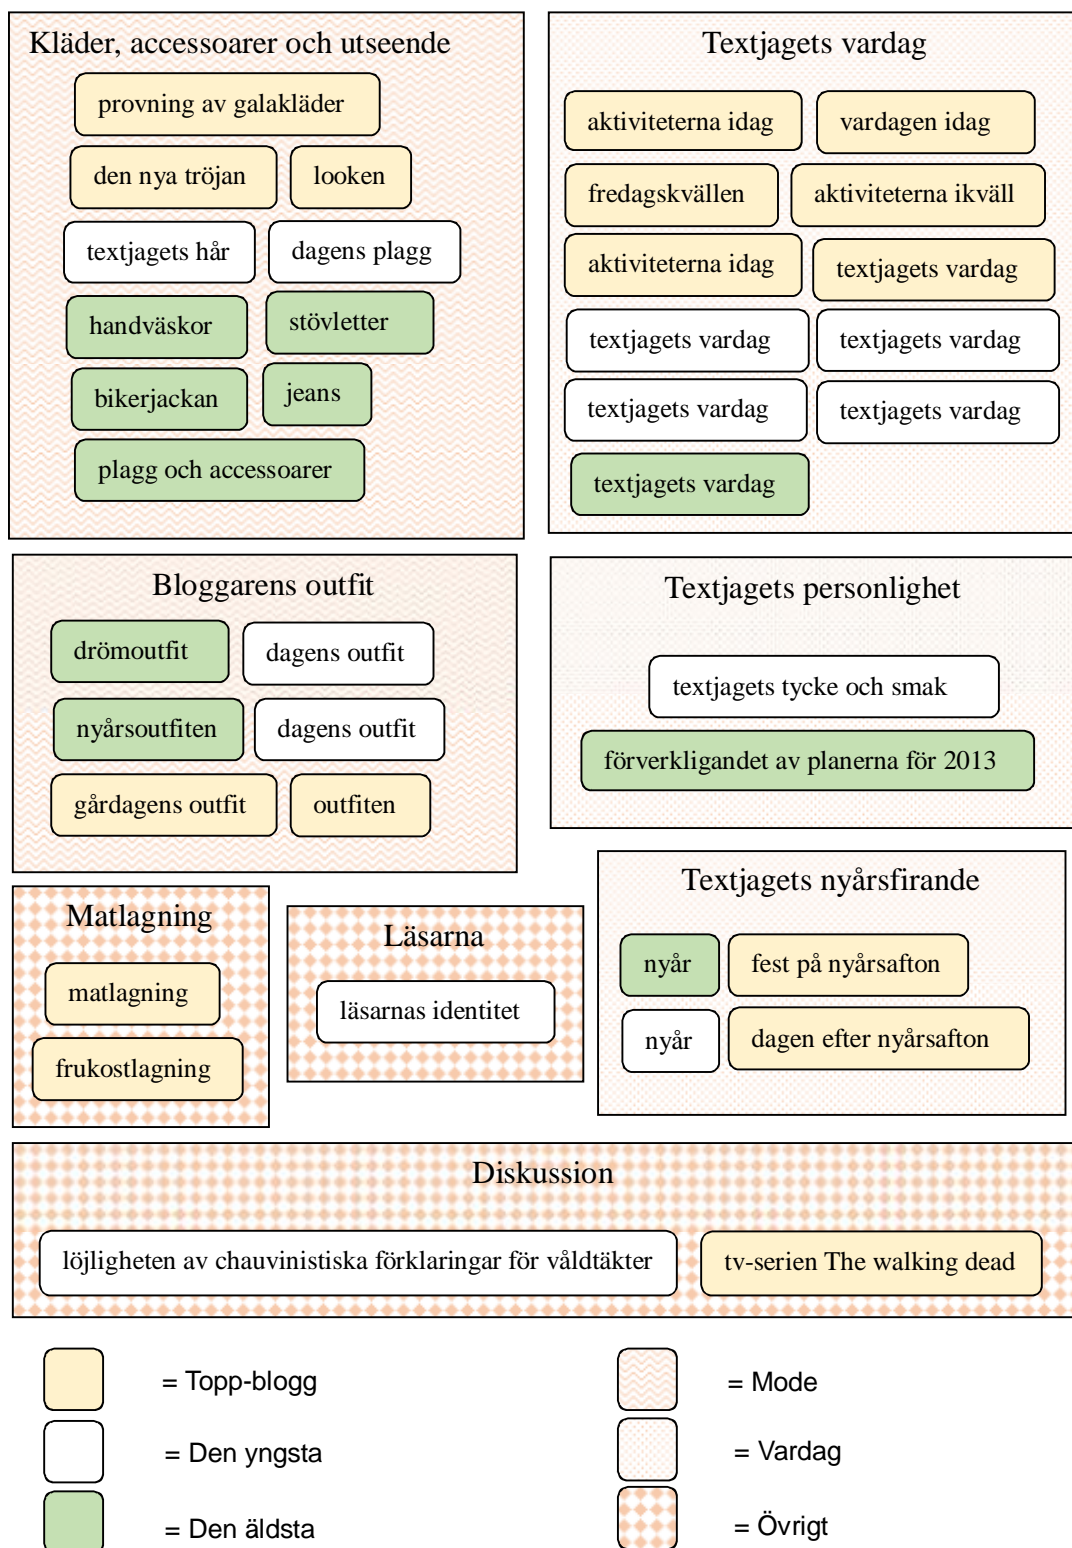 Kläder, accessoarer och utseende
provning av galakläder
den nya tröjan
looken
textjagets hår
dagens plagg
handväskor
stövletter
bikerjackan
jeans
plagg och accessoarer
Textjagets vardag
aktiviteterna idag
vardagen idag
fredagskvällen
aktiviteterna ikväll
aktiviteterna idag
textjagets vardag
textjagets vardag
textjagets vardag
textjagets vardag
textjagets vardag
textjagets vardag
Bloggarens outfit
drömoutfit
dagens outfit
nyårsoutfiten
dagens outfit
gårdagens outfit
outfiten
Textjagets personlighet
textjagets tycke och smak
förverkligandet av planerna för 2013
Matlagning
matlagning
frukostlagning
Läsarna
läsarnas identitet
Textjagets nyårsfirande
nyår
fest på nyårsafton
nyår
dagen efter nyårsafton
Diskussion
löjligheten av chauvinistiska förklaringar för våldtäkter
tv-serien The walking dead
= Topp-blogg
= Den yngsta
= Den äldsta
= Mode
= Vardag
= Övrigt